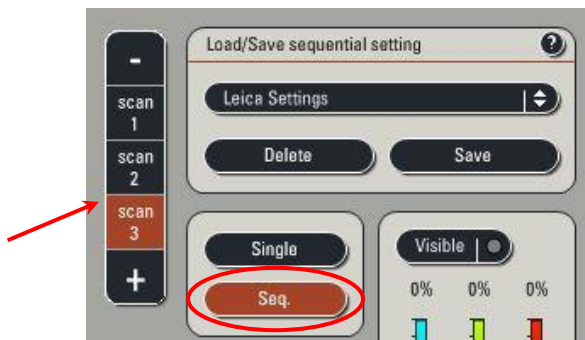 -
scan
1
scan
2
scan
3
+
Load/Save sequential setting ?
Leica Settings
Delete Save
Single
Seq.
Visible
0% 0% 0%